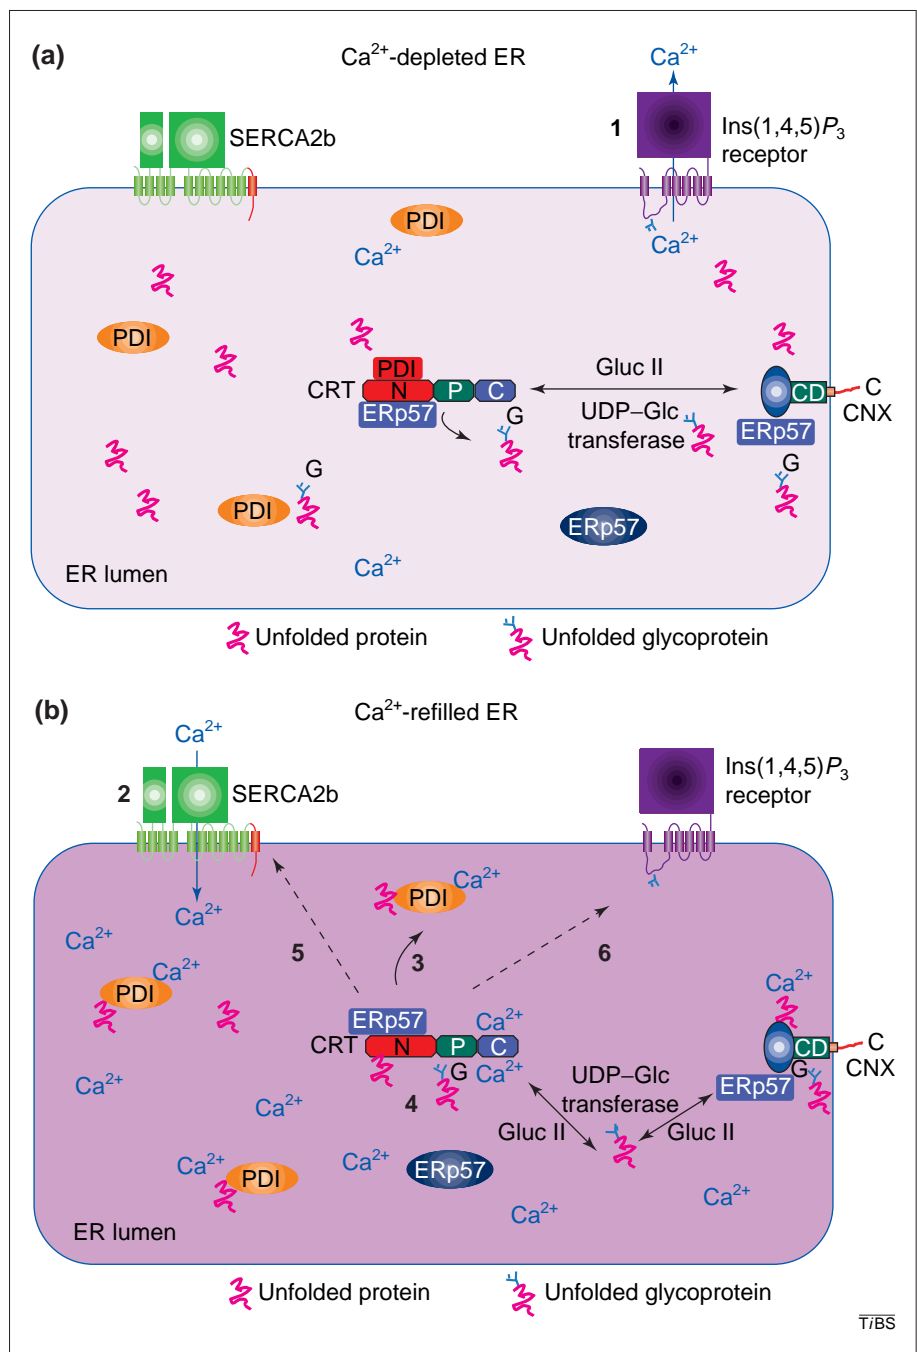 (a)
Ca2+-depleted ER
Ca2+
SERCA2b
1
Ins(1,4,5)P3
receptor
PDI
Ca2+
Ca2+
PDI
PDI
CRT
N
P
C
ERp57
G
Gluc II
UDP–Glc
transferase
CD
C
CNX
ERp57
G
G
PDI
ERp57
Ca2+
ER lumen
Unfolded protein
Unfolded glycoprotein
(b)
Ca2+-refilled ER
Ca2+
2
SERCA2b
Ins(1,4,5)P3
receptor
Ca2+
Ca2+
PDI
Ca2+
5
3
6
Ca2+
PDI
Ca2+
ERp57
Ca2+
CRT
N
P
C
G
Ca2+
4
CD
C
CNX
G
ERp57
UDP–Glc
transferase
Gluc II
Gluc II
Ca2+
Ca2+
Ca2+
PDI
Ca2+
ERp57
Ca2+
Ca2+
ER lumen
Unfolded protein
Unfolded glycoprotein
TiBS